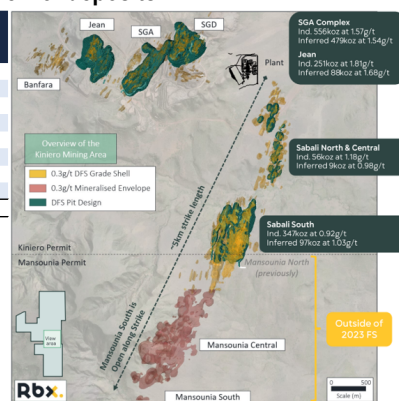 Jean
SGA
SGD
Plant
Banfara
SGA Complex
Ind. 556koz at 1.57g/t
Inferred 479koz at 1.54g/t
Jean
Ind. 251koz at 1.81g/t
Inferred 88koz at 1.68g/t
Overview of the
Kiniero Mining Area
0.3g/t DFS Grade Shell
0.3g/t Mineralised Envelope
DFS Pit Design
Sabali North & Central
Ind. 56koz at 1.18g/t
Inferred 9koz at 0.98g/t
~5km strike length
Sabali South
Ind. 347koz at 0.92g/t
Inferred 97koz at 1.03g/t
Kiniero Permit
Mansounia Permit
Mansounia North
(previously)
Mansounia South is
Open along Strike
Outside of
2023 FS
Mansounia Central
View
area
Mansounia South
Rbx.
0 500
Scale (m)